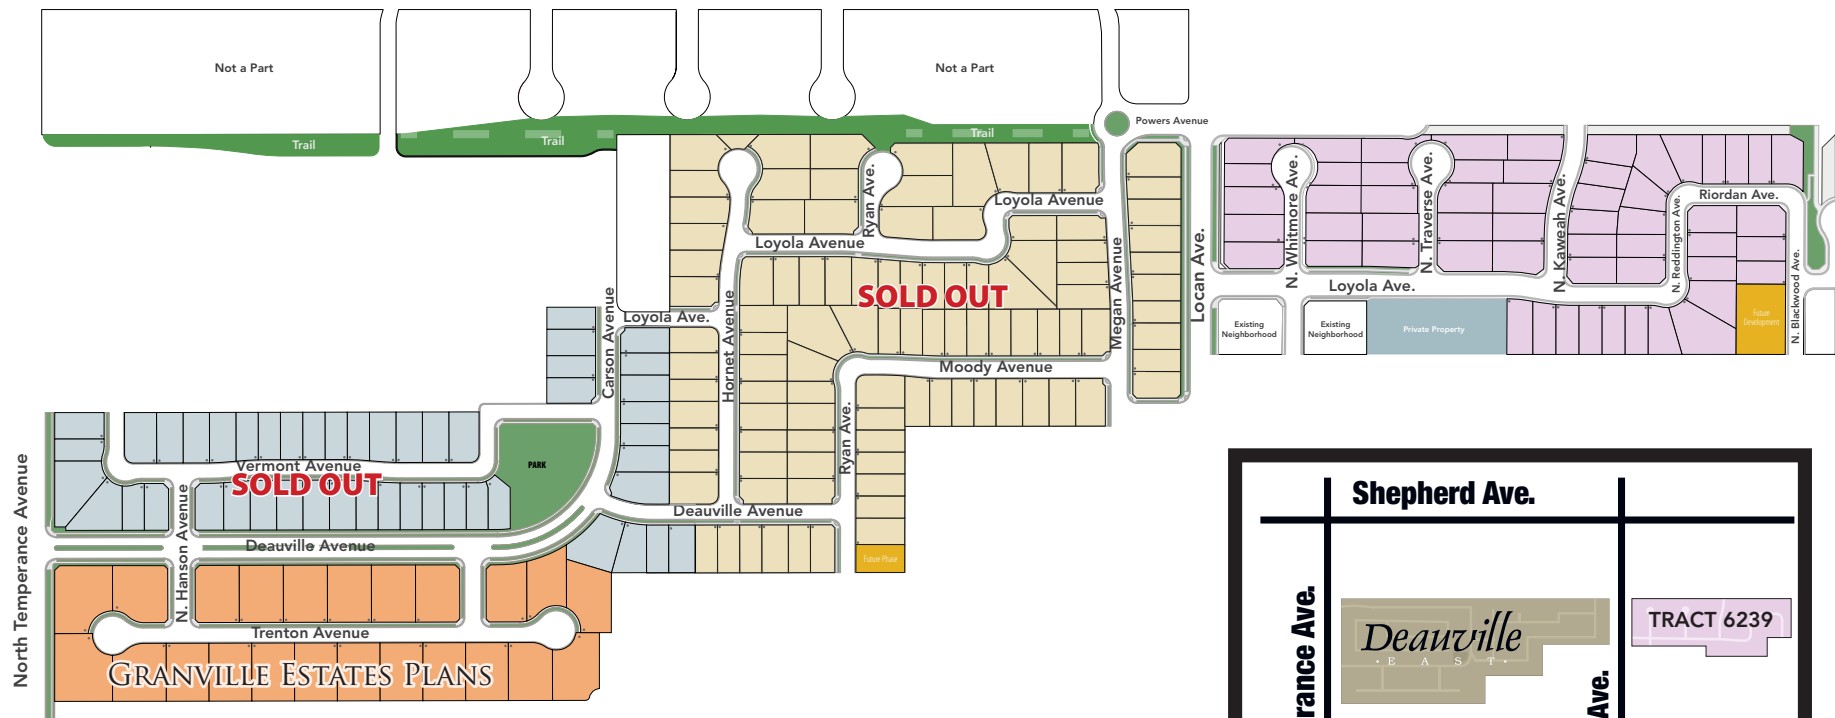 Not a Part
Not a Part
Trail
Trail
Trail
Powers Avenue
Ryan Ave.
Loyola Avenue
Loyola Avenue
N. Whitmore Ave.
N. Traverse Ave.
N. Kaweah Ave.
N. Reddington Ave.
Riordan Ave.
N. Blackwood Ave.
Locan Ave.
Megan Avenue
Loyola Ave.
SOLD OUT
Carson Avenue
Loyola Ave.
Hornet Avenue
Existing
Neighborhood
Existing
Neighborhood
Private Property
Future
Development
Moody Avenue
Ryan Ave.
PARK
Vermont Avenue
SOLD OUT
North Temperance Avenue
N. Hanson Avenue
Deauville Avenue
Deauville Avenue
Future Phase
Trenton Avenue
GRANVILLE ESTATES PLANS
Shepherd Ave.
rance Ave.
Deauville
• E A S T •
Ave.
TRACT 6239